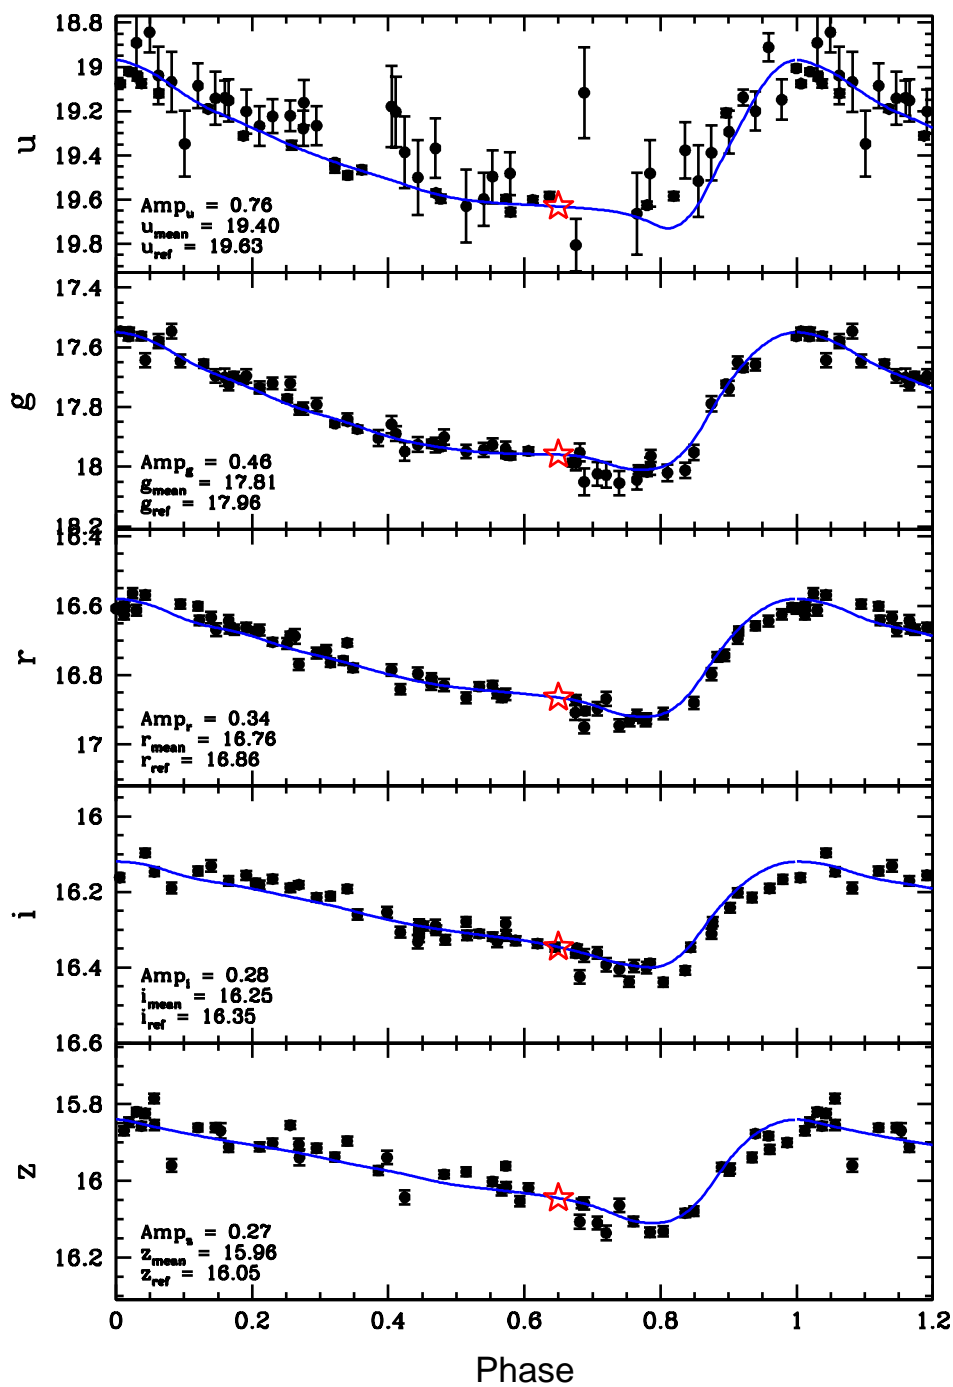 18.8
19
19.2
19.4
19.6
19.8
u
Amp_u = 0.76
u_mean = 19.40
u_ref = 19.63
17.4
17.6
17.8
18
18.2
g
Amp_g = 0.46
g_mean = 17.81
g_ref = 17.96
16.4
16.6
16.8
17
r
Amp_r = 0.34
r_mean = 16.76
r_ref = 16.86
16
16.2
16.4
16.6
i
Amp_i = 0.28
i_mean = 16.25
i_ref = 16.35
15.8
16
16.2
z
Amp_z = 0.27
z_mean = 15.96
z_ref = 16.05
0 0.2 0.4 0.6 0.8 1 1.2
Phase